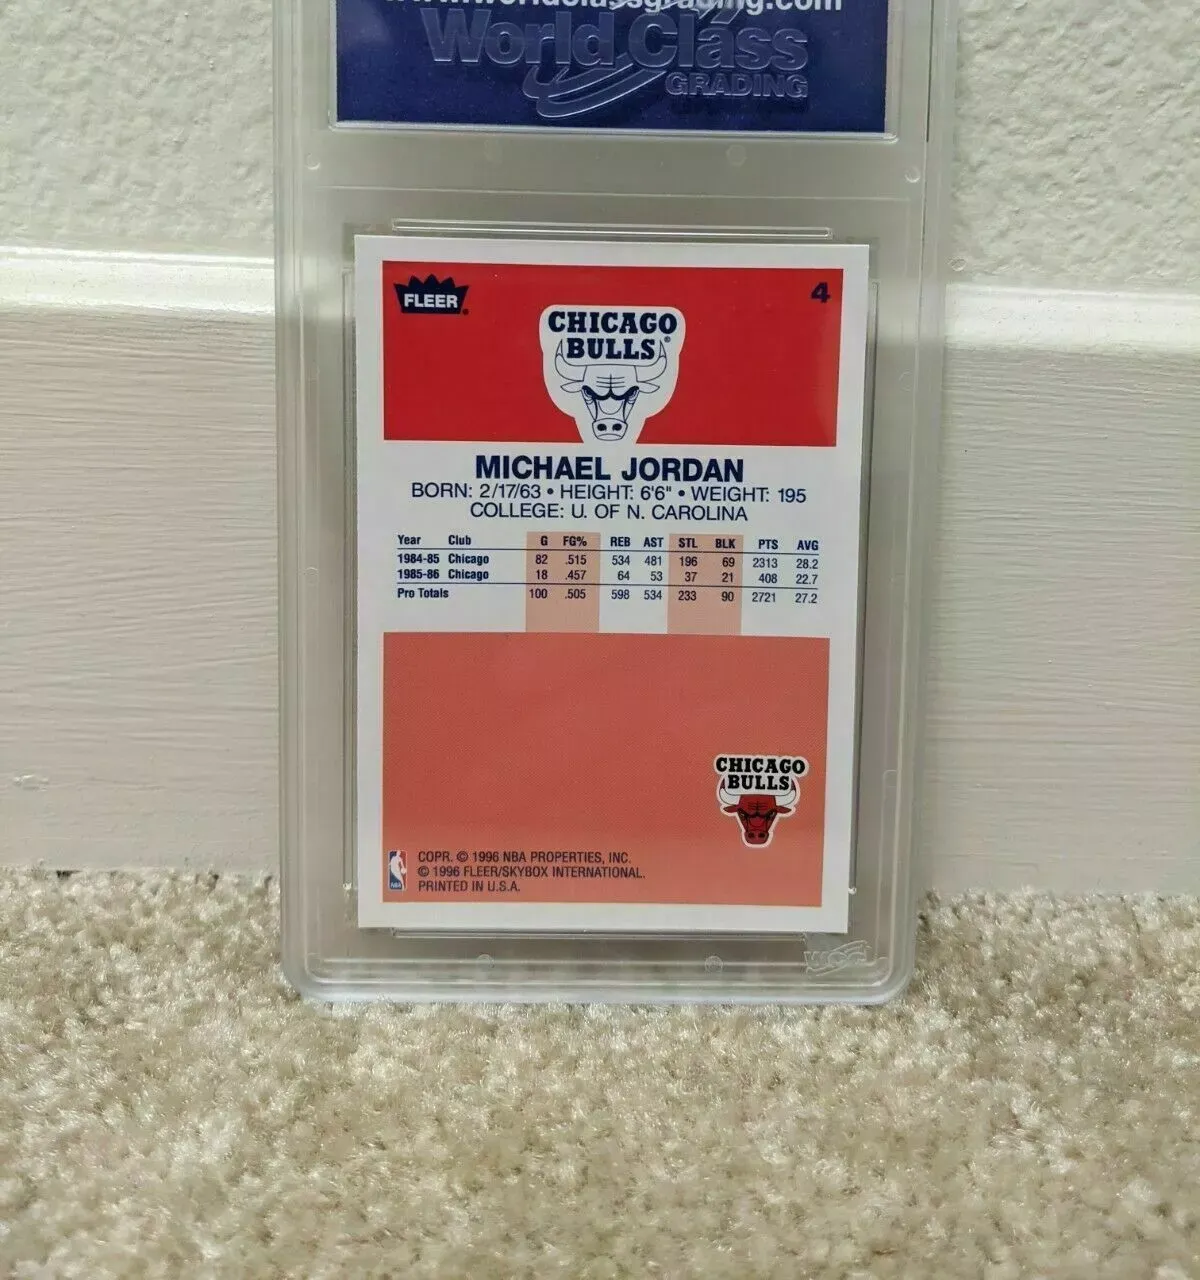 www.worldclassgrading.com
World Class
GRADING
FLEER®
4
CHICAGO
BULLS®
MICHAEL JORDAN
BORN: 2/17/63 • HEIGHT: 6'6" • WEIGHT: 195
COLLEGE: U. OF N. CAROLINA
Year Club G FG% REB AST STL BLK PTS AVG
1984-85 Chicago 82 .515 534 481 196 69 2313 28.2
1985-86 Chicago 18 .457 64 53 37 21 408 22.7
Pro Totals 100 .505 598 534 233 90 2721 27.2
CHICAGO
BULLS
NBA
COPR. © 1996 NBA PROPERTIES, INC.
© 1996 FLEER/SKYBOX INTERNATIONAL.
PRINTED IN U.S.A.
WCG